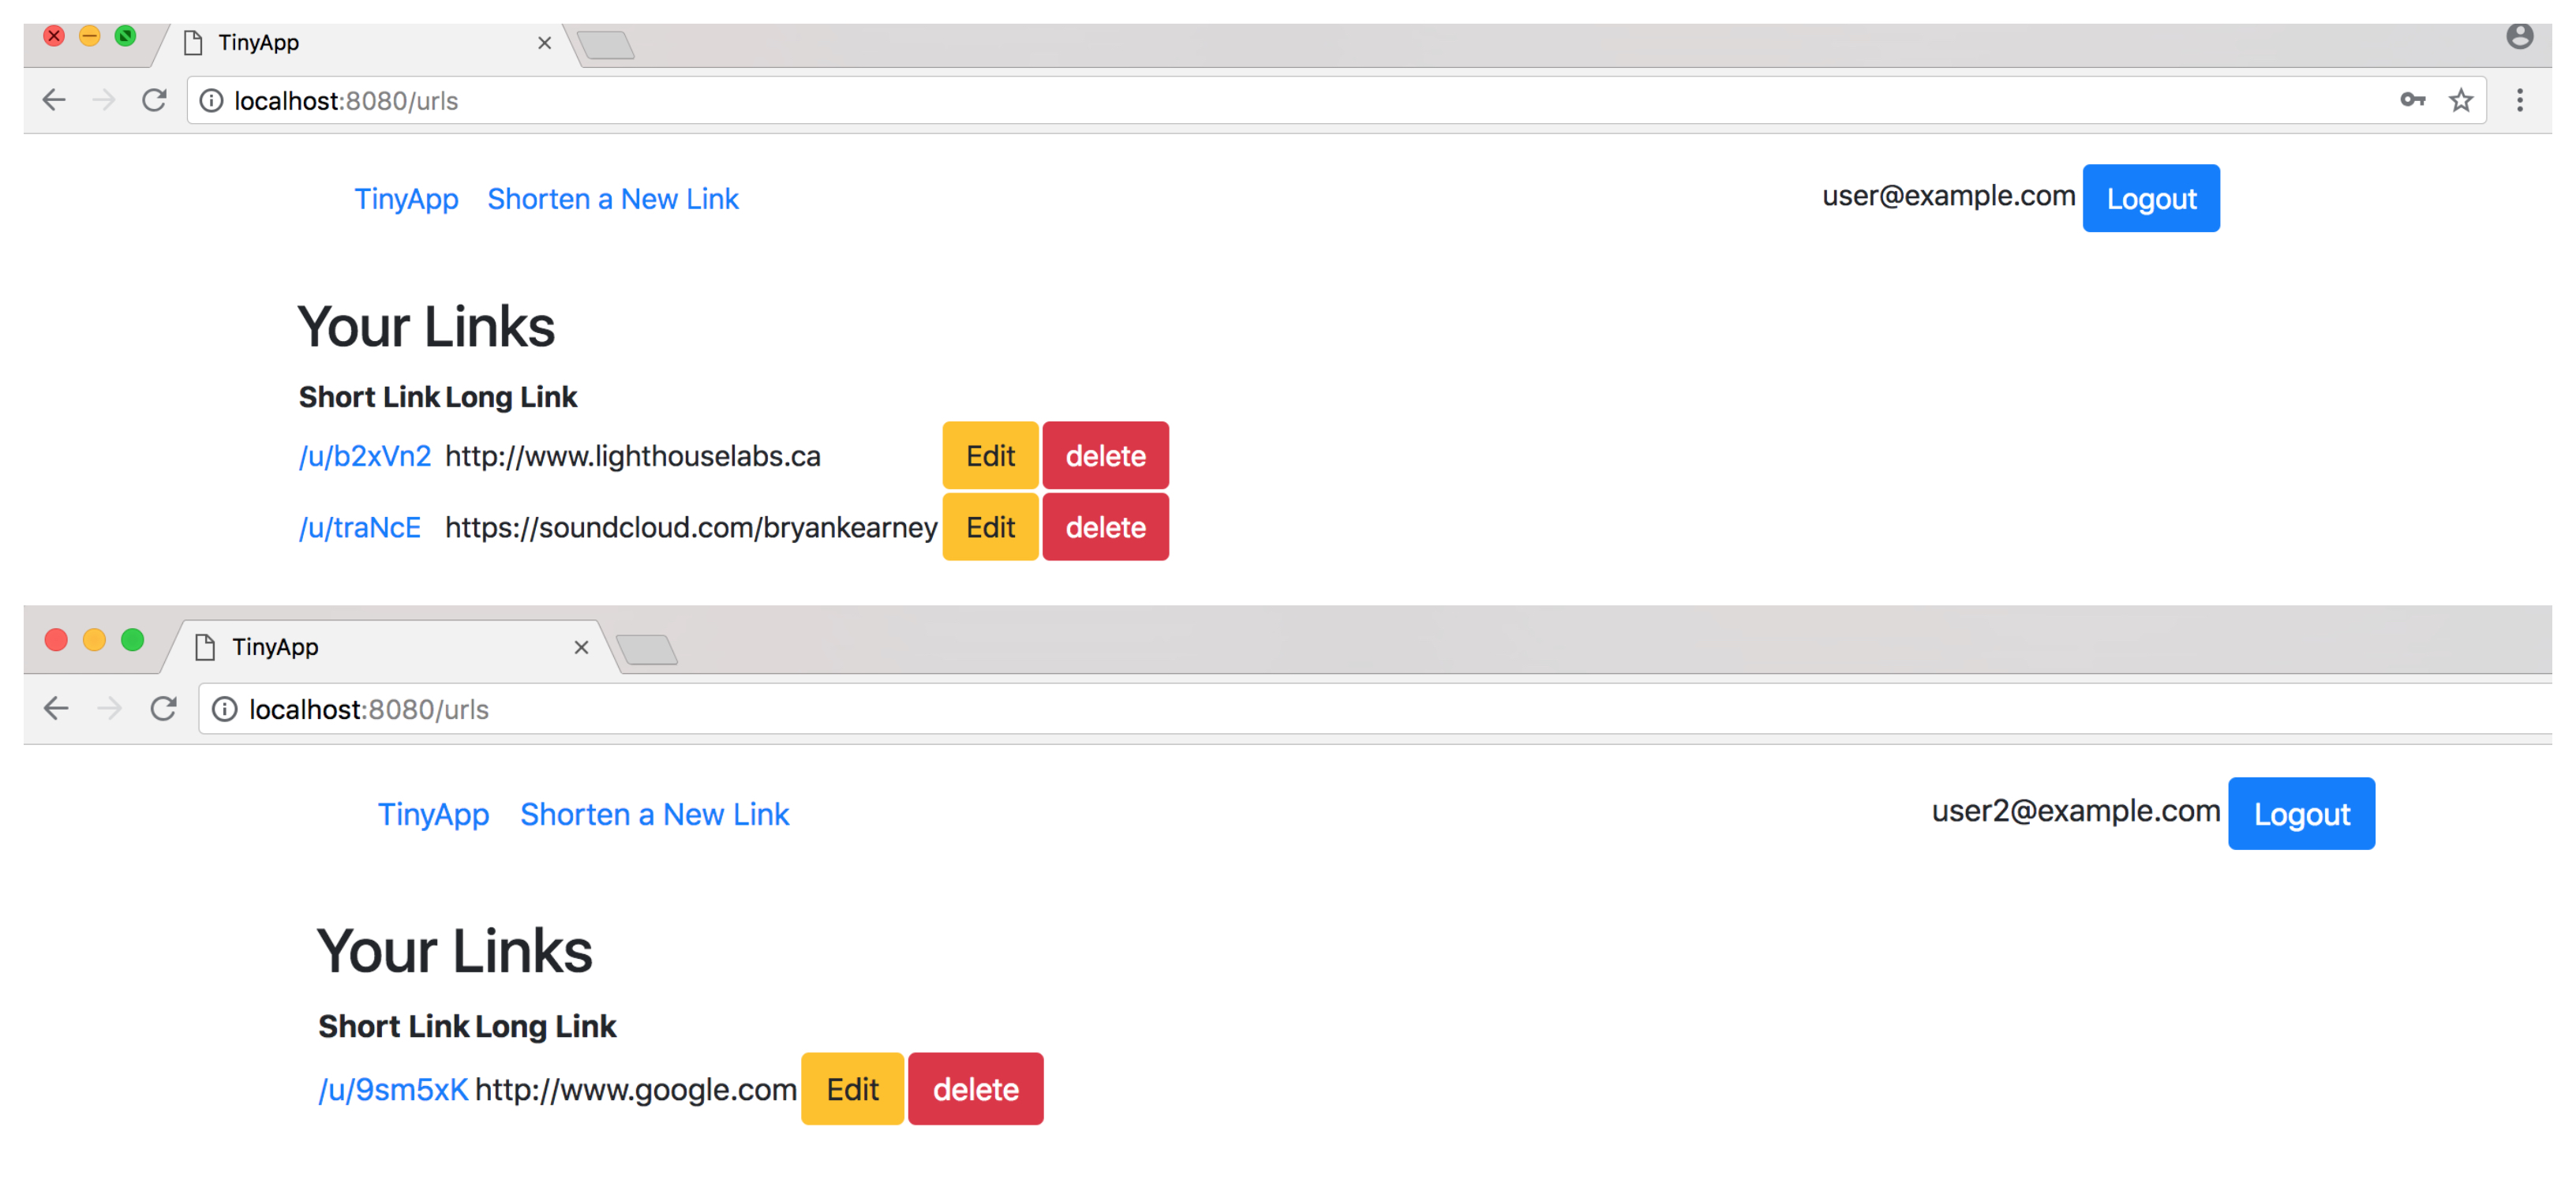 TinyApp
localhost:8080/urls
TinyApp Shorten a New Link user@example.com Logout
Your Links
Short Link Long Link
/u/b2xVn2 http://www.lighthouselabs.ca Edit delete
/u/traNcE https://soundcloud.com/bryankearney Edit delete
TinyApp
localhost:8080/urls
TinyApp Shorten a New Link user2@example.com Logout
Your Links
Short Link Long Link
/u/9sm5xK http://www.google.com Edit delete